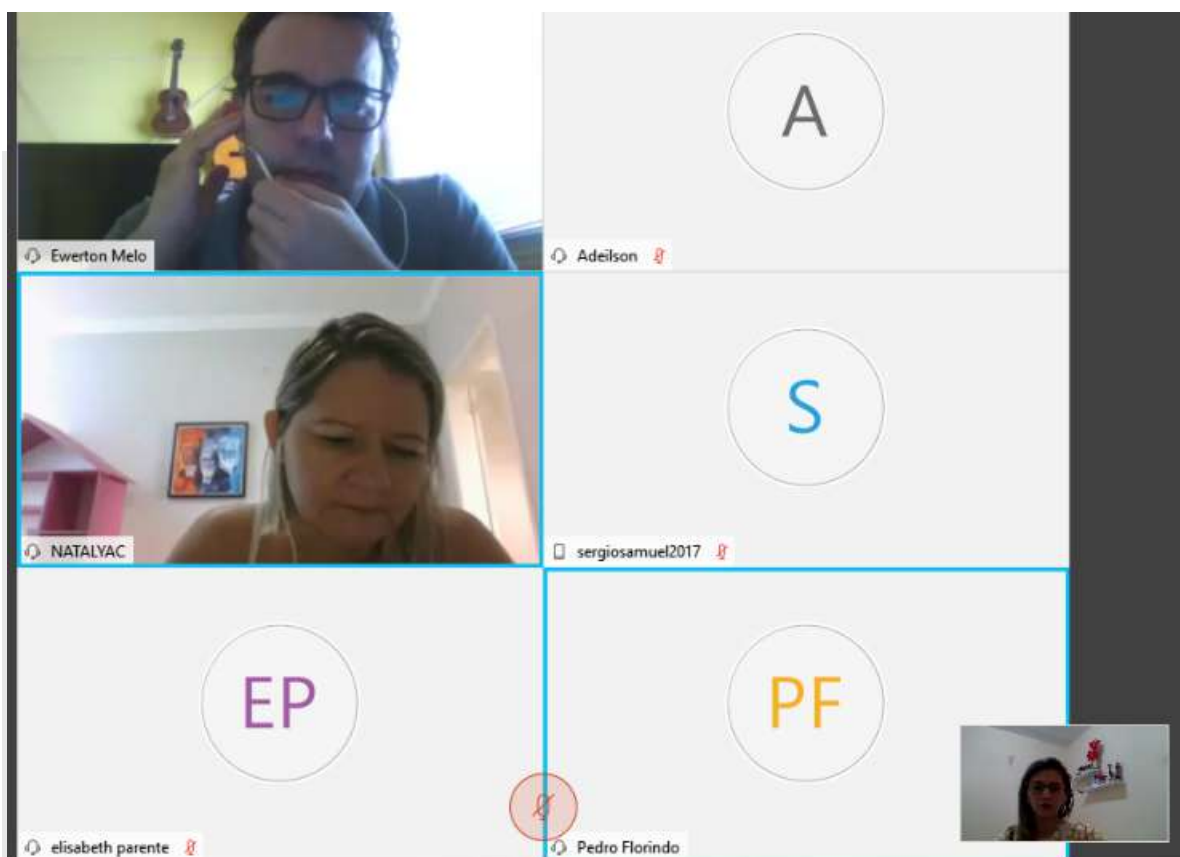 A
Ewerton Melo
Adeilson
S
NATALYAC
sergiosamuel2017
EP
PF
elisabeth parente
Pedro Florindo